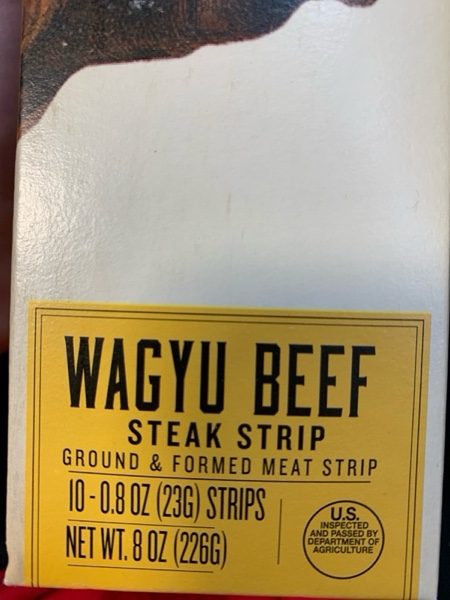 WAGYU BEEF
STEAK STRIP
GROUND & FORMED MEAT STRIP
10 - 0.8 OZ (23G) STRIPS
NET WT. 8 OZ (226G)
U.S.
INSPECTED
AND PASSED BY
DEPARTMENT OF
AGRICULTURE